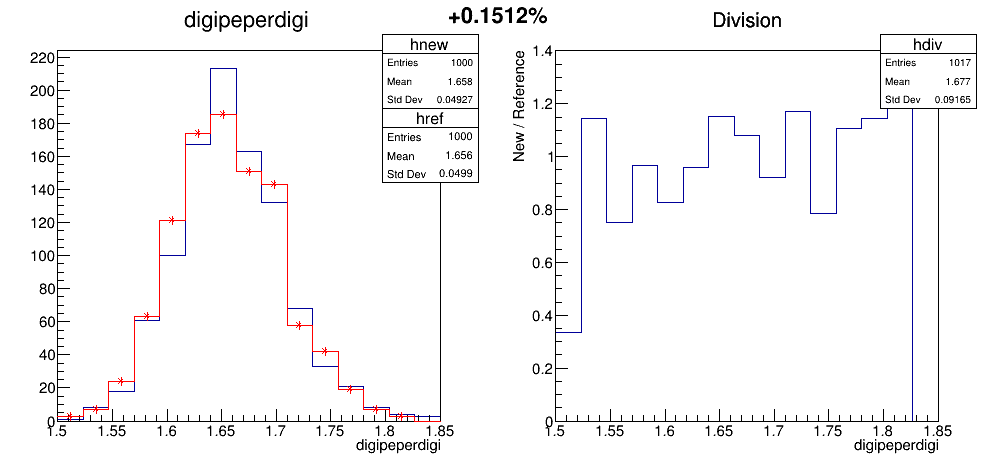 +0.1512%
digipeperdigi
hnew
Entries 1000
Mean 1.658
Std Dev 0.04927
href
Entries 1000
Mean 1.656
Std Dev 0.0499
220
200
180
160
140
120
100
80
60
40
20
0
1.5 1.55 1.6 1.65 1.7 1.75 1.8 1.85
digipeperdigi
Division
hdiv
Entries 1017
Mean 1.677
Std Dev 0.09165
New / Reference
1.4
1.2
1
0.8
0.6
0.4
0.2
0
1.5 1.55 1.6 1.65 1.7 1.75 1.8 1.85
digipeperdigi